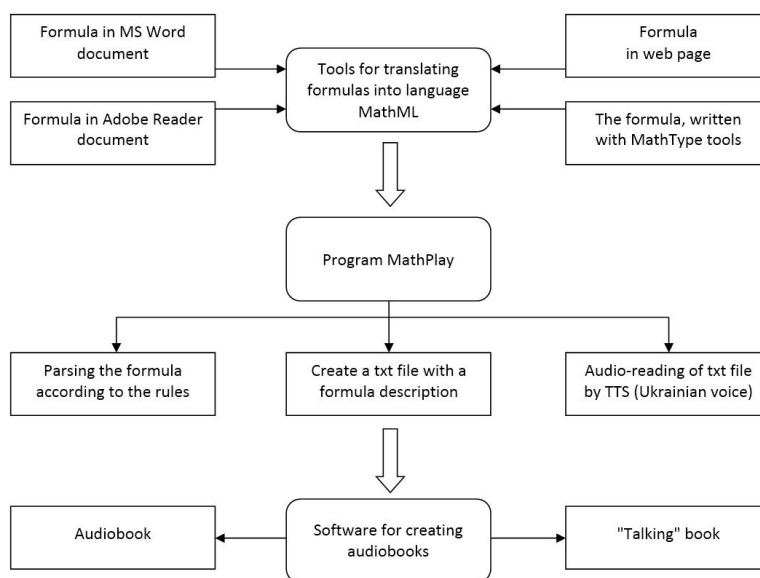 Formula in MS Word
document
Formula in Adobe Reader
document
Tools for translating
formulas into language
MathML
Formula
in web page
The formula, written
with MathType tools
Program MathPlay
Parsing the formula
according to the rules
Create a txt file with a
formula description
Audio-reading of txt file
by TTS (Ukrainian voice)
Audiobook
Software for creating
audiobooks
"Talking" book